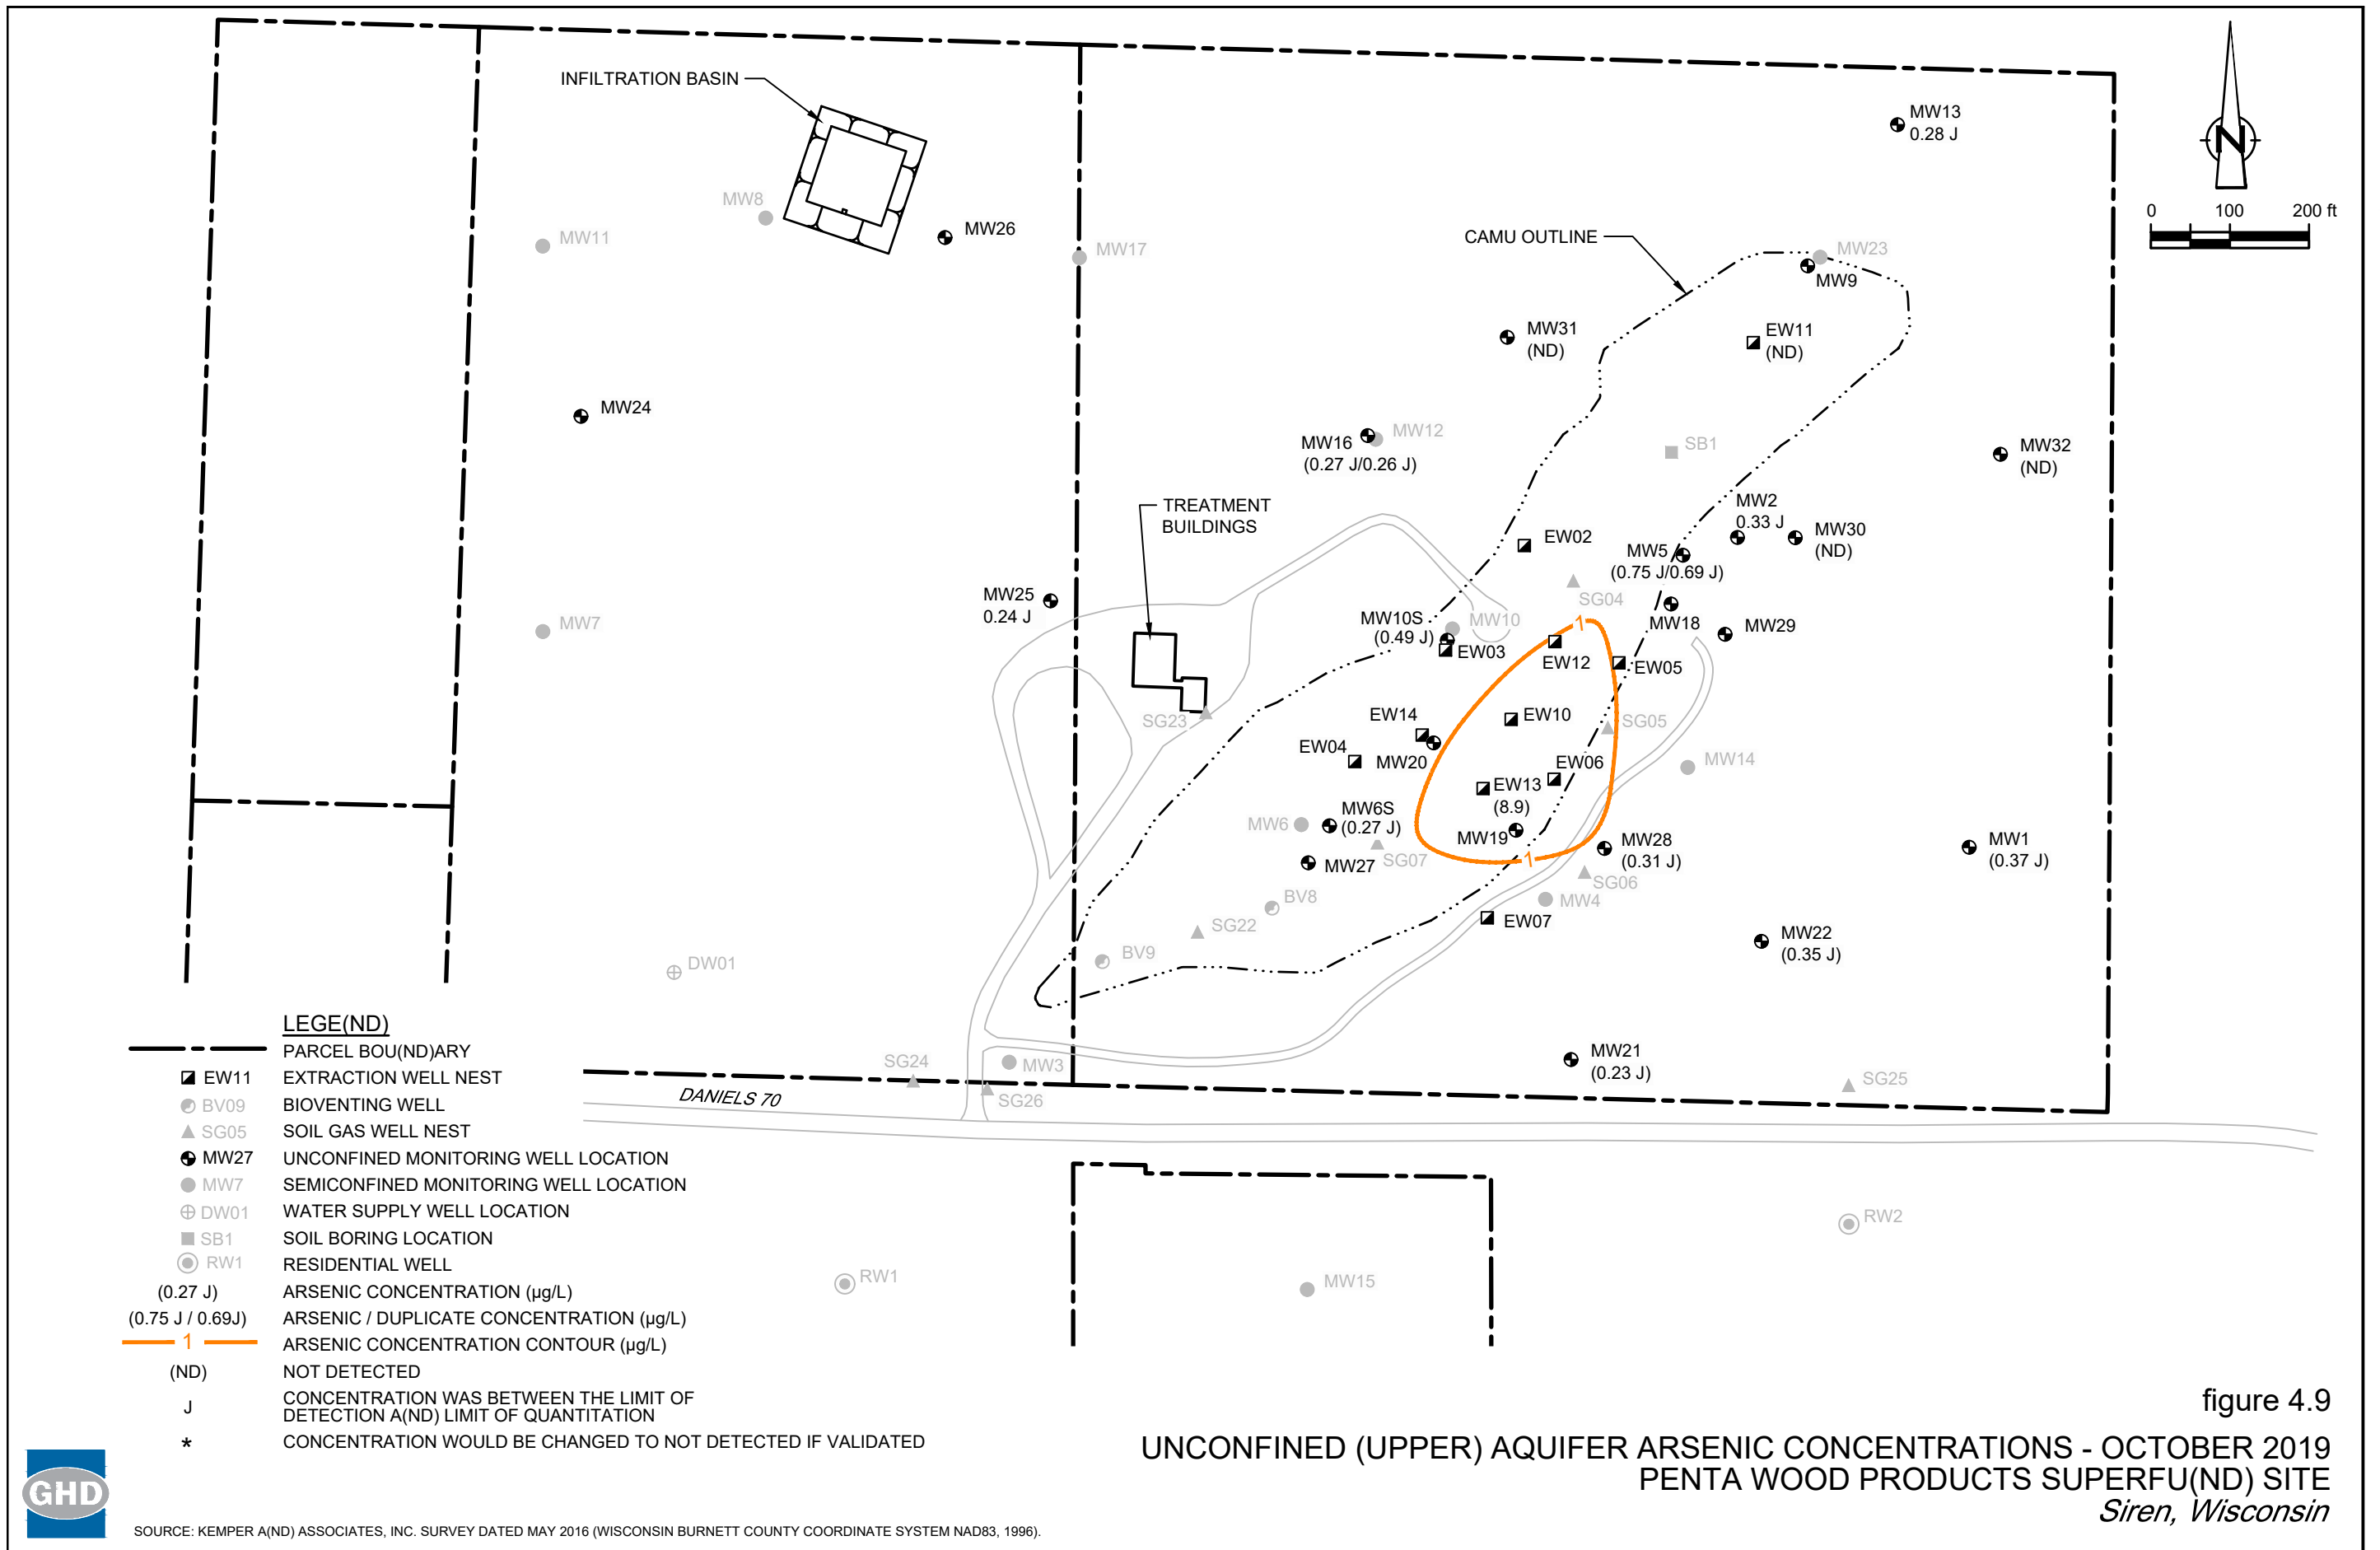 INFILTRATION BASIN
MW13
0.28 J
N
0 100 200 ft
MW8
MW11
MW26
MW17
CAMU OUTLINE
MW23
MW9
MW31
(ND)
EW11
(ND)
MW24
MW16
(0.27 J/0.26 J)
MW12
SB1
MW32
(ND)
TREATMENT
BUILDINGS
MW2
0.33 J
MW30
(ND)
EW02
MW5
(0.75 J/0.69 J)
SG04
MW25
0.24 J
MW7
MW10S
(0.49 J)
MW10
EW03
1
MW18
MW29
EW12
EW05
SG23
EW14
EW10
SG05
EW04
MW20
EW06
MW14
EW13
(8.9)
MW6
MW6S
(0.27 J)
MW19
MW28
(0.31 J)
MW1
(0.37 J)
MW27
SG07
1
SG06
BV8
MW4
SG22
EW07
MW22
(0.35 J)
BV9
DW01
MW21
(0.23 J)
SG24
MW3
SG26
SG25
DANIELS 70
RW2
RW1
MW15
LEGE(ND)
PARCEL BOU(ND)ARY
EW11 EXTRACTION WELL NEST
BV09 BIOVENTING WELL
SG05 SOIL GAS WELL NEST
MW27 UNCONFINED MONITORING WELL LOCATION
MW7 SEMICONFINED MONITORING WELL LOCATION
DW01 WATER SUPPLY WELL LOCATION
SB1 SOIL BORING LOCATION
RW1 RESIDENTIAL WELL
(0.27 J) ARSENIC CONCENTRATION (µg/L)
(0.75 J / 0.69J) ARSENIC / DUPLICATE CONCENTRATION (µg/L)
1 ARSENIC CONCENTRATION CONTOUR (µg/L)
(ND) NOT DETECTED
J CONCENTRATION WAS BETWEEN THE LIMIT OF
DETECTION A(ND) LIMIT OF QUANTITATION
* CONCENTRATION WOULD BE CHANGED TO NOT DETECTED IF VALIDATED
figure 4.9
UNCONFINED (UPPER) AQUIFER ARSENIC CONCENTRATIONS - OCTOBER 2019
PENTA WOOD PRODUCTS SUPERFU(ND) SITE
Siren, Wisconsin
GHD
SOURCE: KEMPER A(ND) ASSOCIATES, INC. SURVEY DATED MAY 2016 (WISCONSIN BURNETT COUNTY COORDINATE SYSTEM NAD83, 1996).